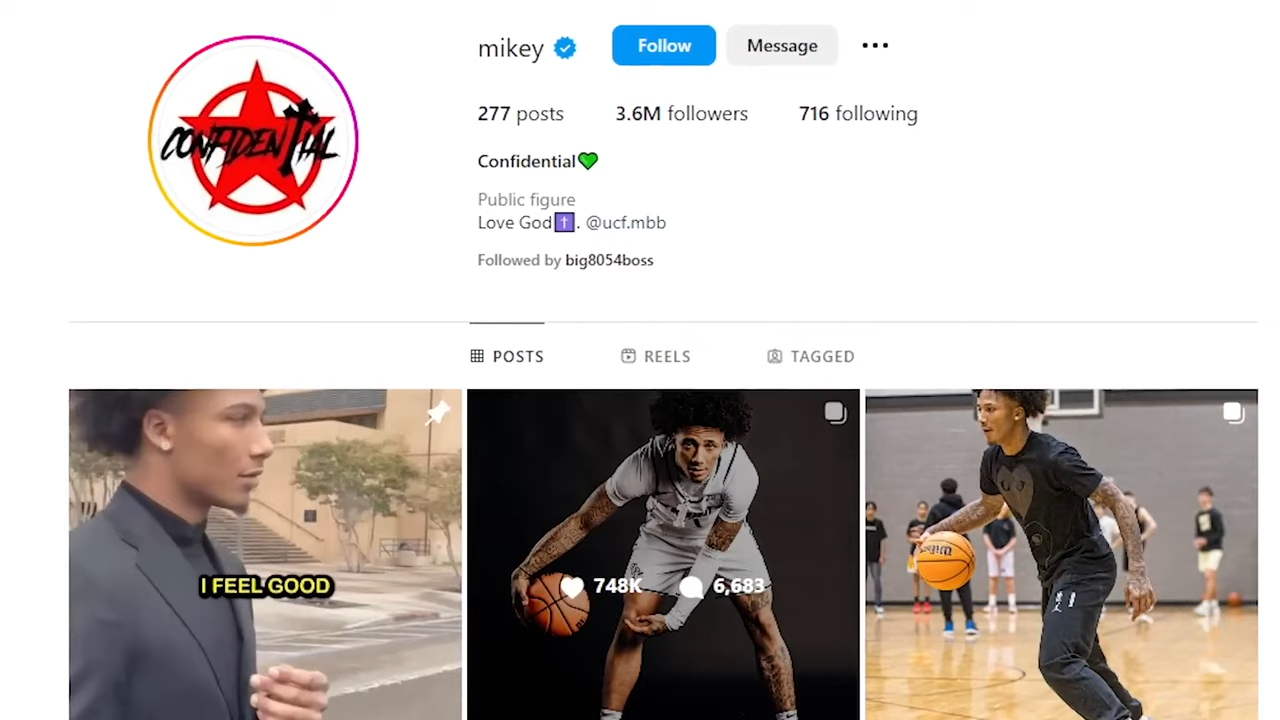 mikey
Follow
Message
277 posts
3.6M followers
716 following
Confidential💚
Public figure
Love God✝️. @ucf.mbb
Followed by big8054boss
CONFIDENTIAL
POSTS
REELS
TAGGED
I FEEL GOOD
748K
6,683
Wilson